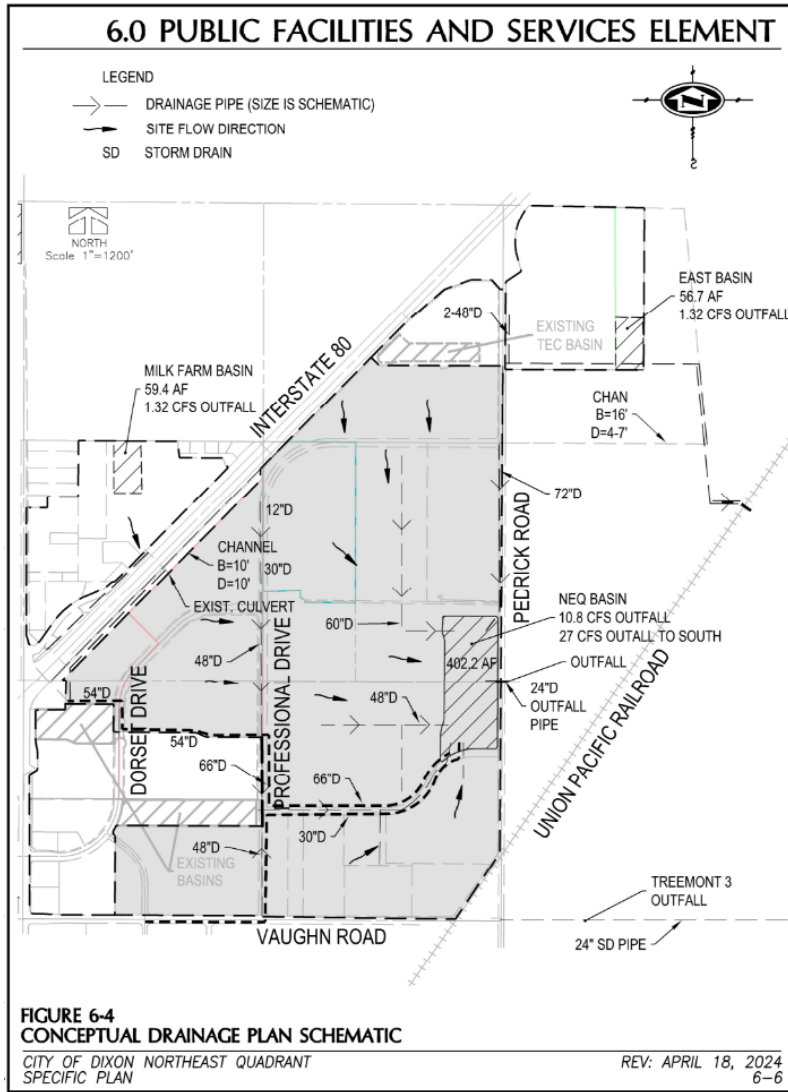 6.0 PUBLIC FACILITIES AND SERVICES ELEMENT
LEGEND
DRAINAGE PIPE (SIZE IS SCHEMATIC)
SITE FLOW DIRECTION
SD STORM DRAIN
N
S
NORTH
Scale 1"=1200'
EAST BASIN
56.7 AF
1.32 CFS OUTFALL
2-48"D
EXISTING
TEC BASIN
MILK FARM BASIN
59.4 AF
1.32 CFS OUTFALL
INTERSTATE 80
CHAN
B=16'
D=4-7'
72"D
PEDRICK ROAD
12"D
CHANNEL
B=10'
D=10'
30"D
EXIST. CULVERT
NEQ BASIN
10.8 CFS OUTFALL
27 CFS OUTALL TO SOUTH
60"D
48"D
PROFESSIONAL DRIVE
402.2 AF
OUTFALL
24"D
OUTFALL
PIPE
54"D
DORSET DRIVE
48"D
54"D
66"D
66"D
30"D
UNION PACIFIC RAILROAD
48"D
EXISTING
BASINS
TREEMONT 3
OUTFALL
24" SD PIPE
VAUGHN ROAD
FIGURE 6-4
CONCEPTUAL DRAINAGE PLAN SCHEMATIC
CITY OF DIXON NORTHEAST QUADRANT
SPECIFIC PLAN
REV: APRIL 18, 2024
6-6